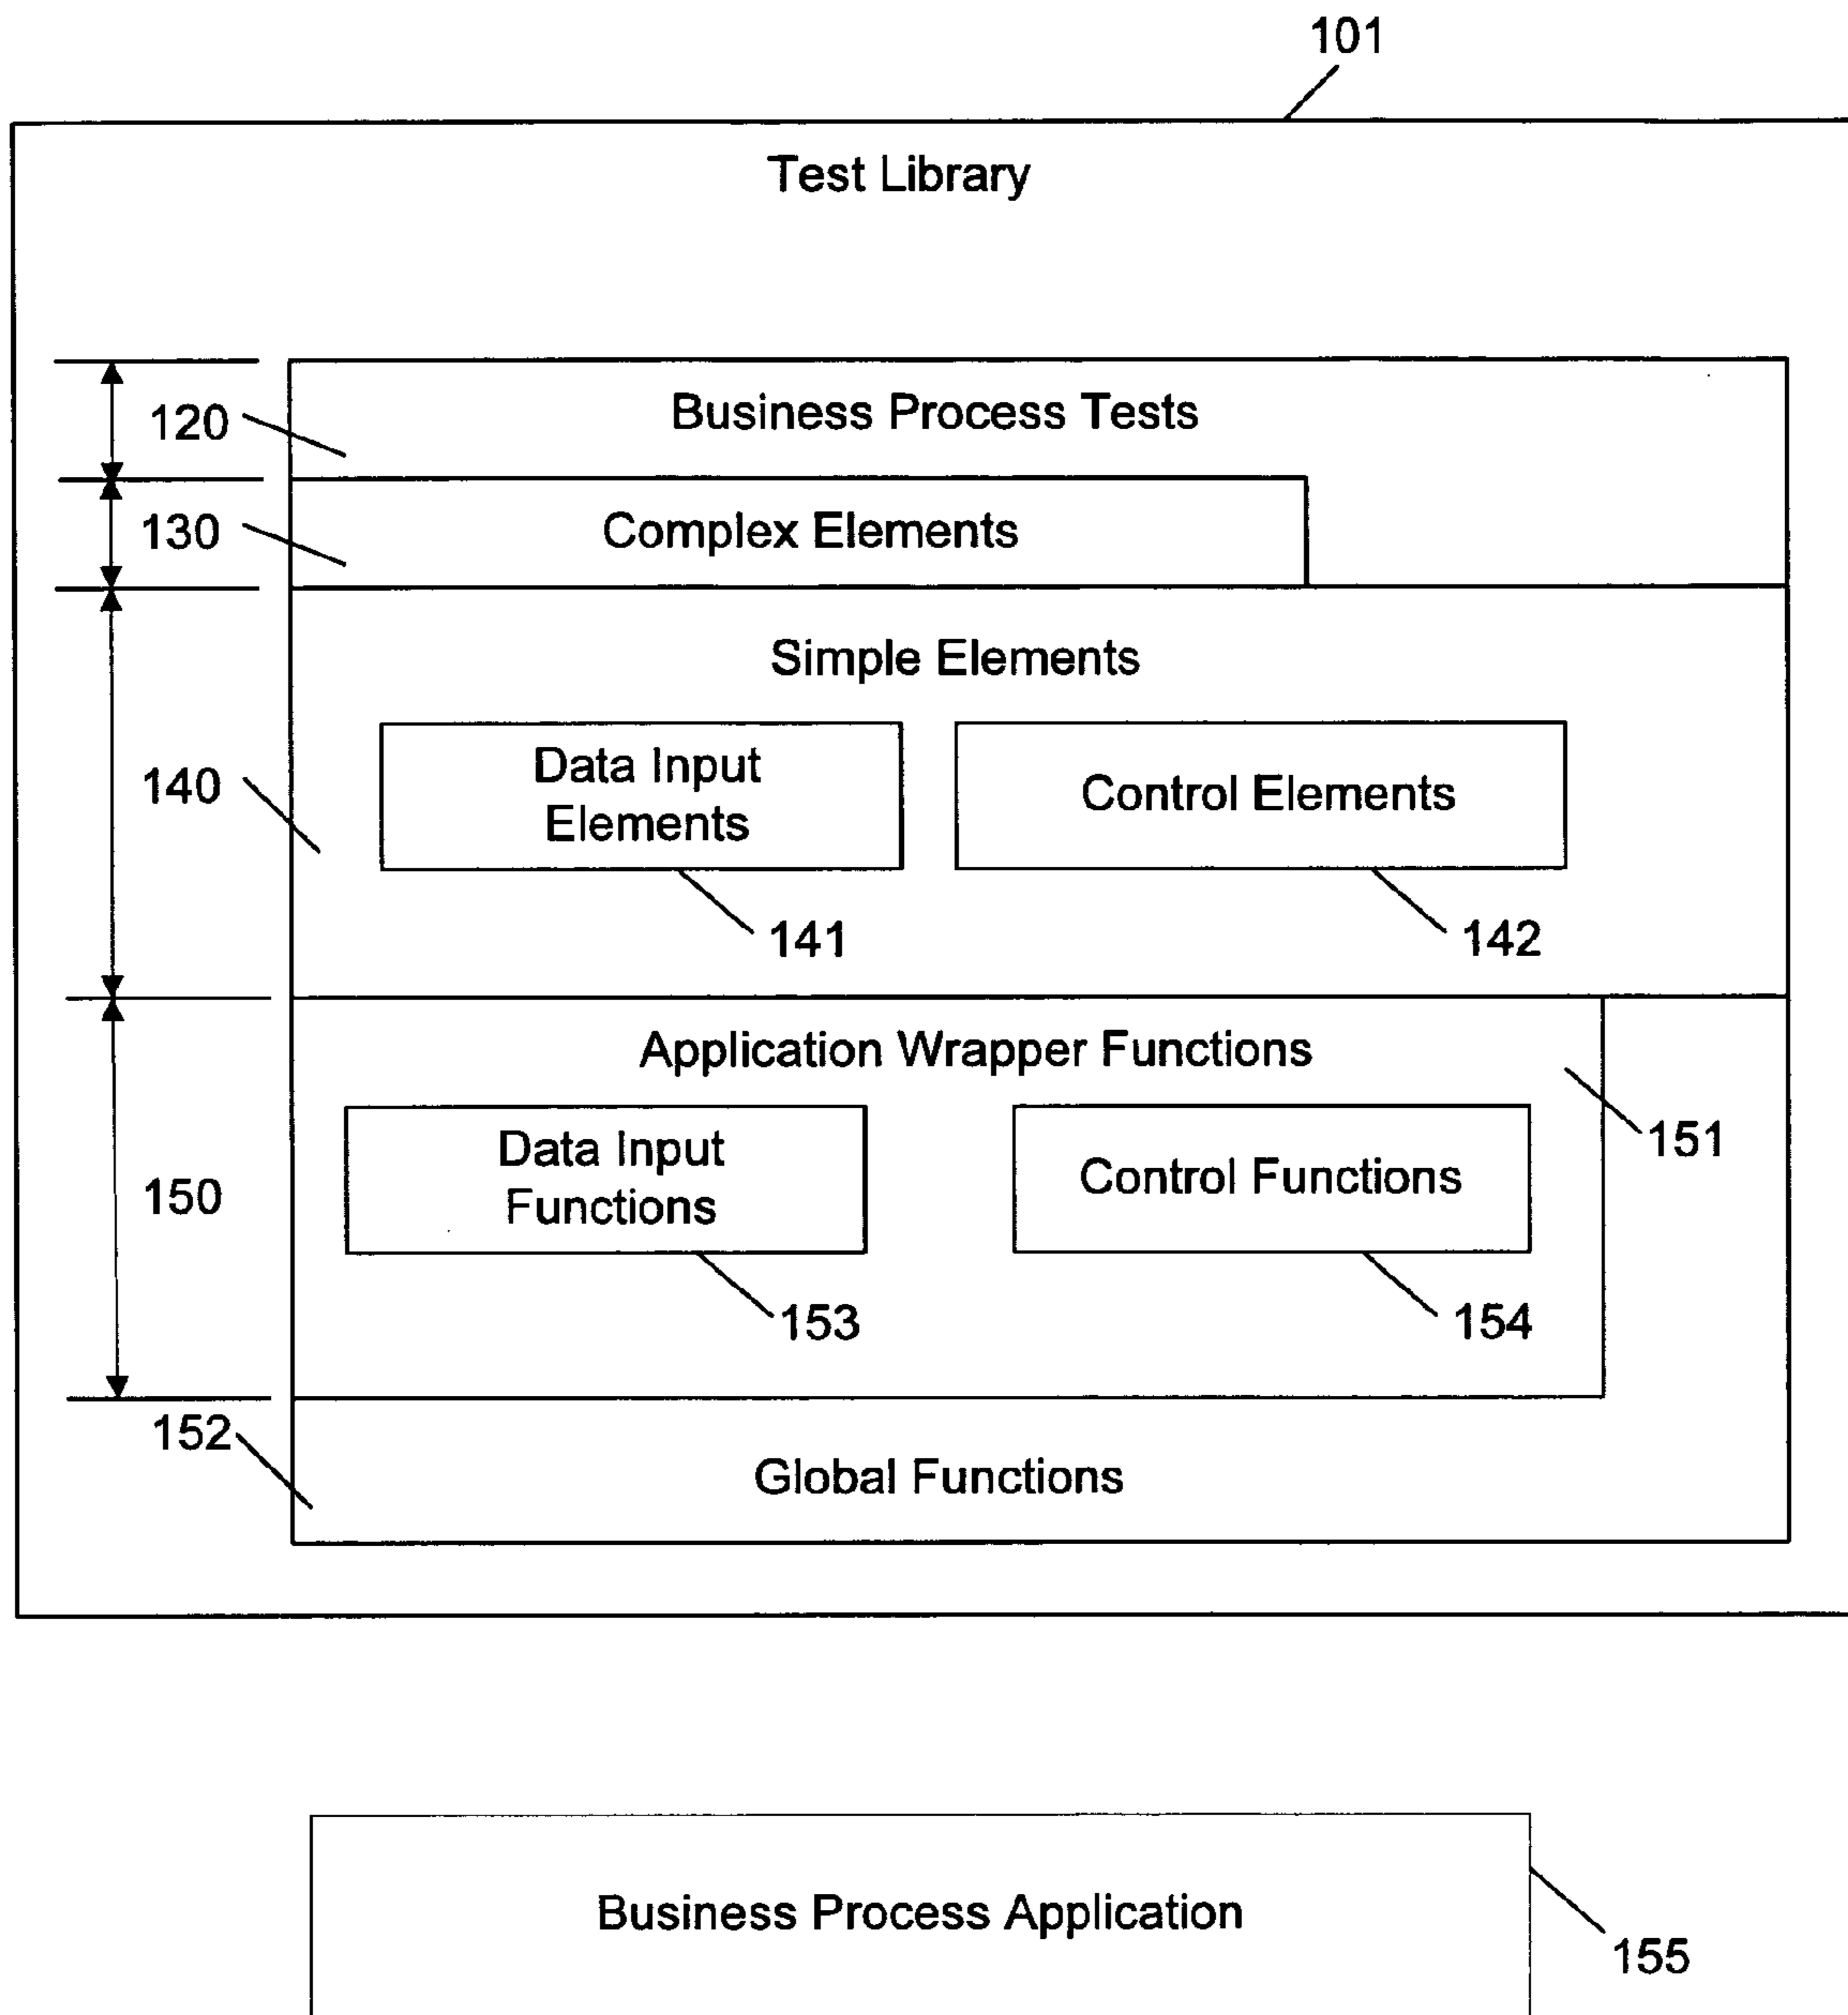 101
Test Library
120
Business Process Tests
130
Complex Elements
Simple Elements
140
Data Input
Elements
Control Elements
141
142
Application Wrapper Functions
151
150
Data Input
Functions
Control Functions
153
154
152
Global Functions
Business Process Application
155